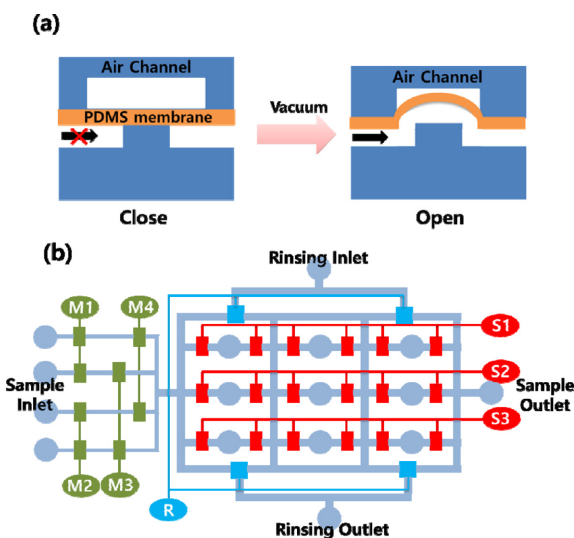 (a)
Air Channel
PDMS membrane
Close
Vacuum
Air Channel
Open
(b)
Rinsing Inlet
M1
M4
S1
Sample
Inlet
S2
Sample
Outlet
S3
M2
M3
R
Rinsing Outlet